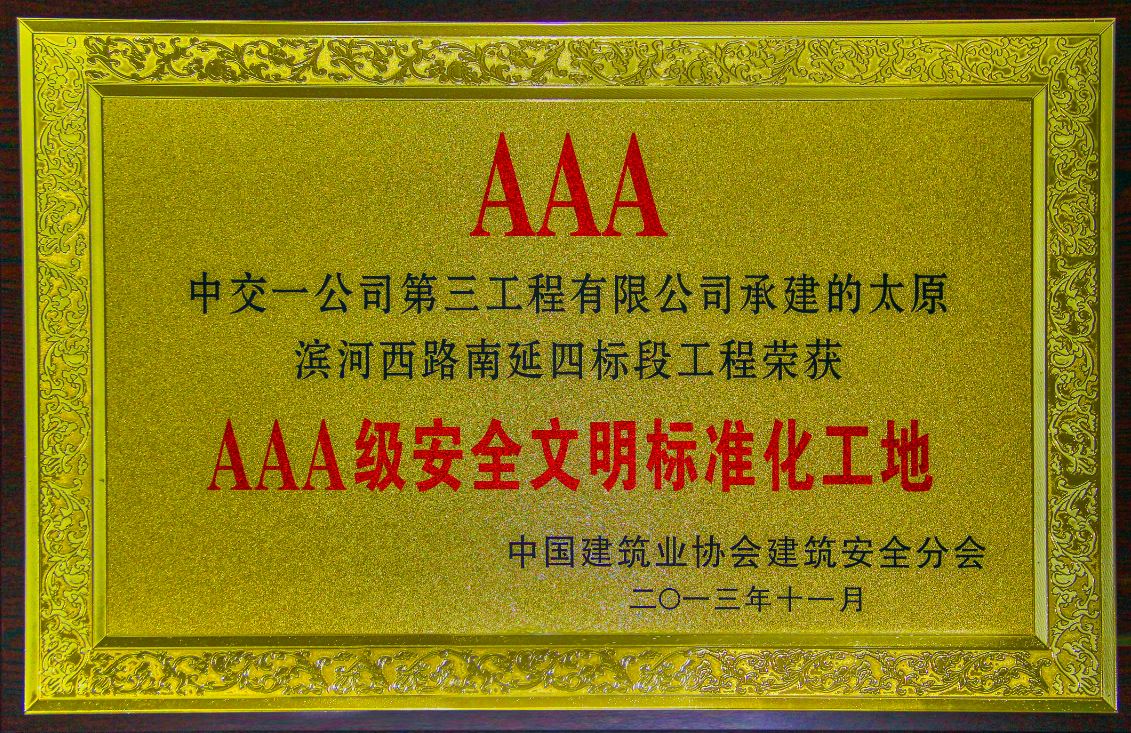 AAA
中交一公司第三工程有限公司承建的太原
滨河西路南延四标段工程荣获
AAA级安全文明标准化工地
中国建筑业协会建筑安全分会
二〇一三年十一月